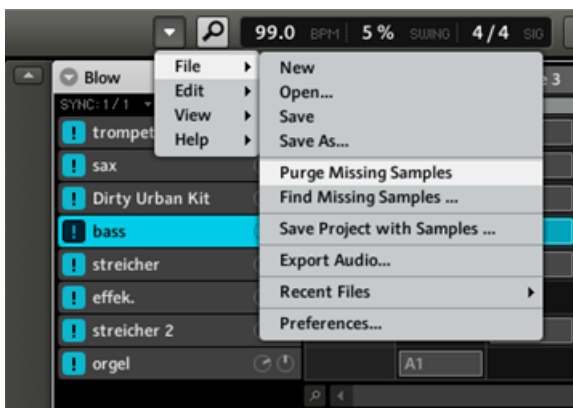 99.0 BPM 5% SWING 4/4 SIG
Blow
SYNC: 1 / 1
trompet
sax
Dirty Urban Kit
bass
streicher
effek.
streicher 2
orgel
File
Edit
View
Help
New
Open...
Save
Save As...
Purge Missing Samples
Find Missing Samples ...
Save Project with Samples ...
Export Audio...
Recent Files
Preferences...
3
A1